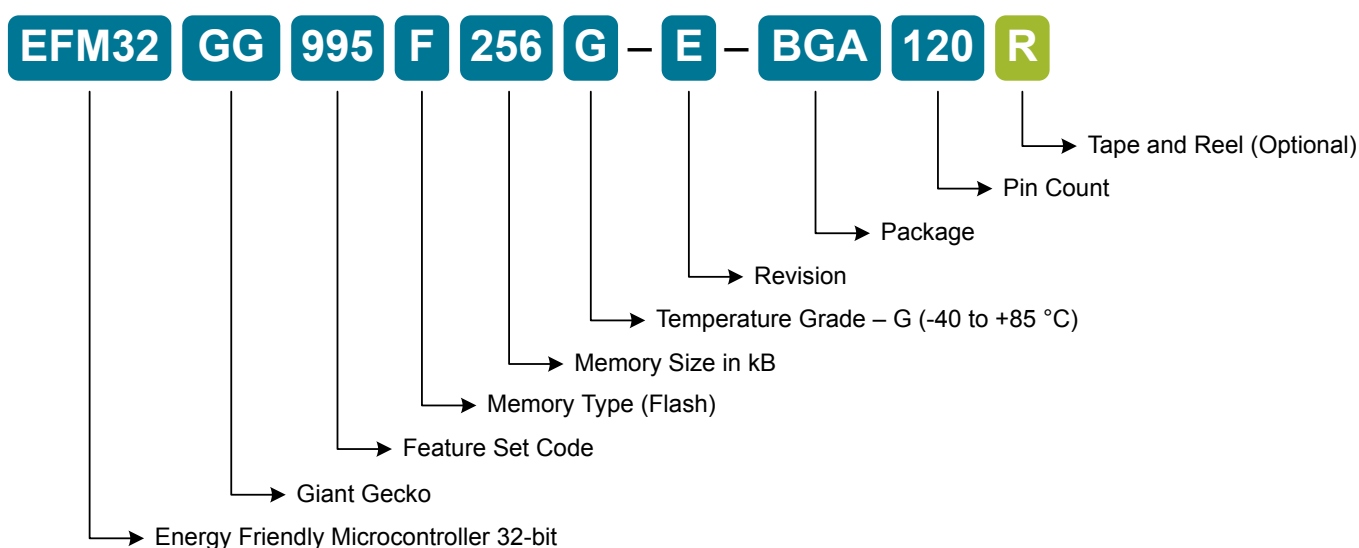 EFM32 GG 995 F 256 G – E – BGA 120 R
Tape and Reel (Optional)
Pin Count
Package
Revision
Temperature Grade – G (-40 to +85 °C)
Memory Size in kB
Memory Type (Flash)
Feature Set Code
Giant Gecko
Energy Friendly Microcontroller 32-bit